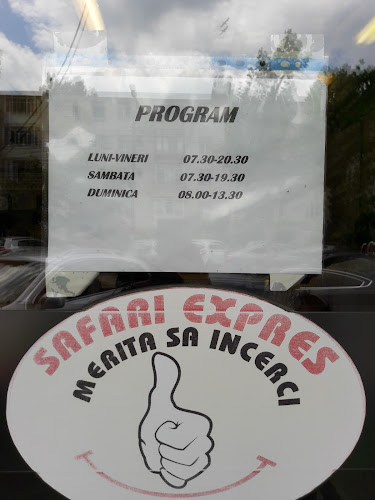 PROGRAM
LUNI-VINERI 07.30-20.30
SAMBATA 07.30-19.30
DUMINICA 08.00-13.30
SAFARI EXPRES
MERITA SA INCERCI